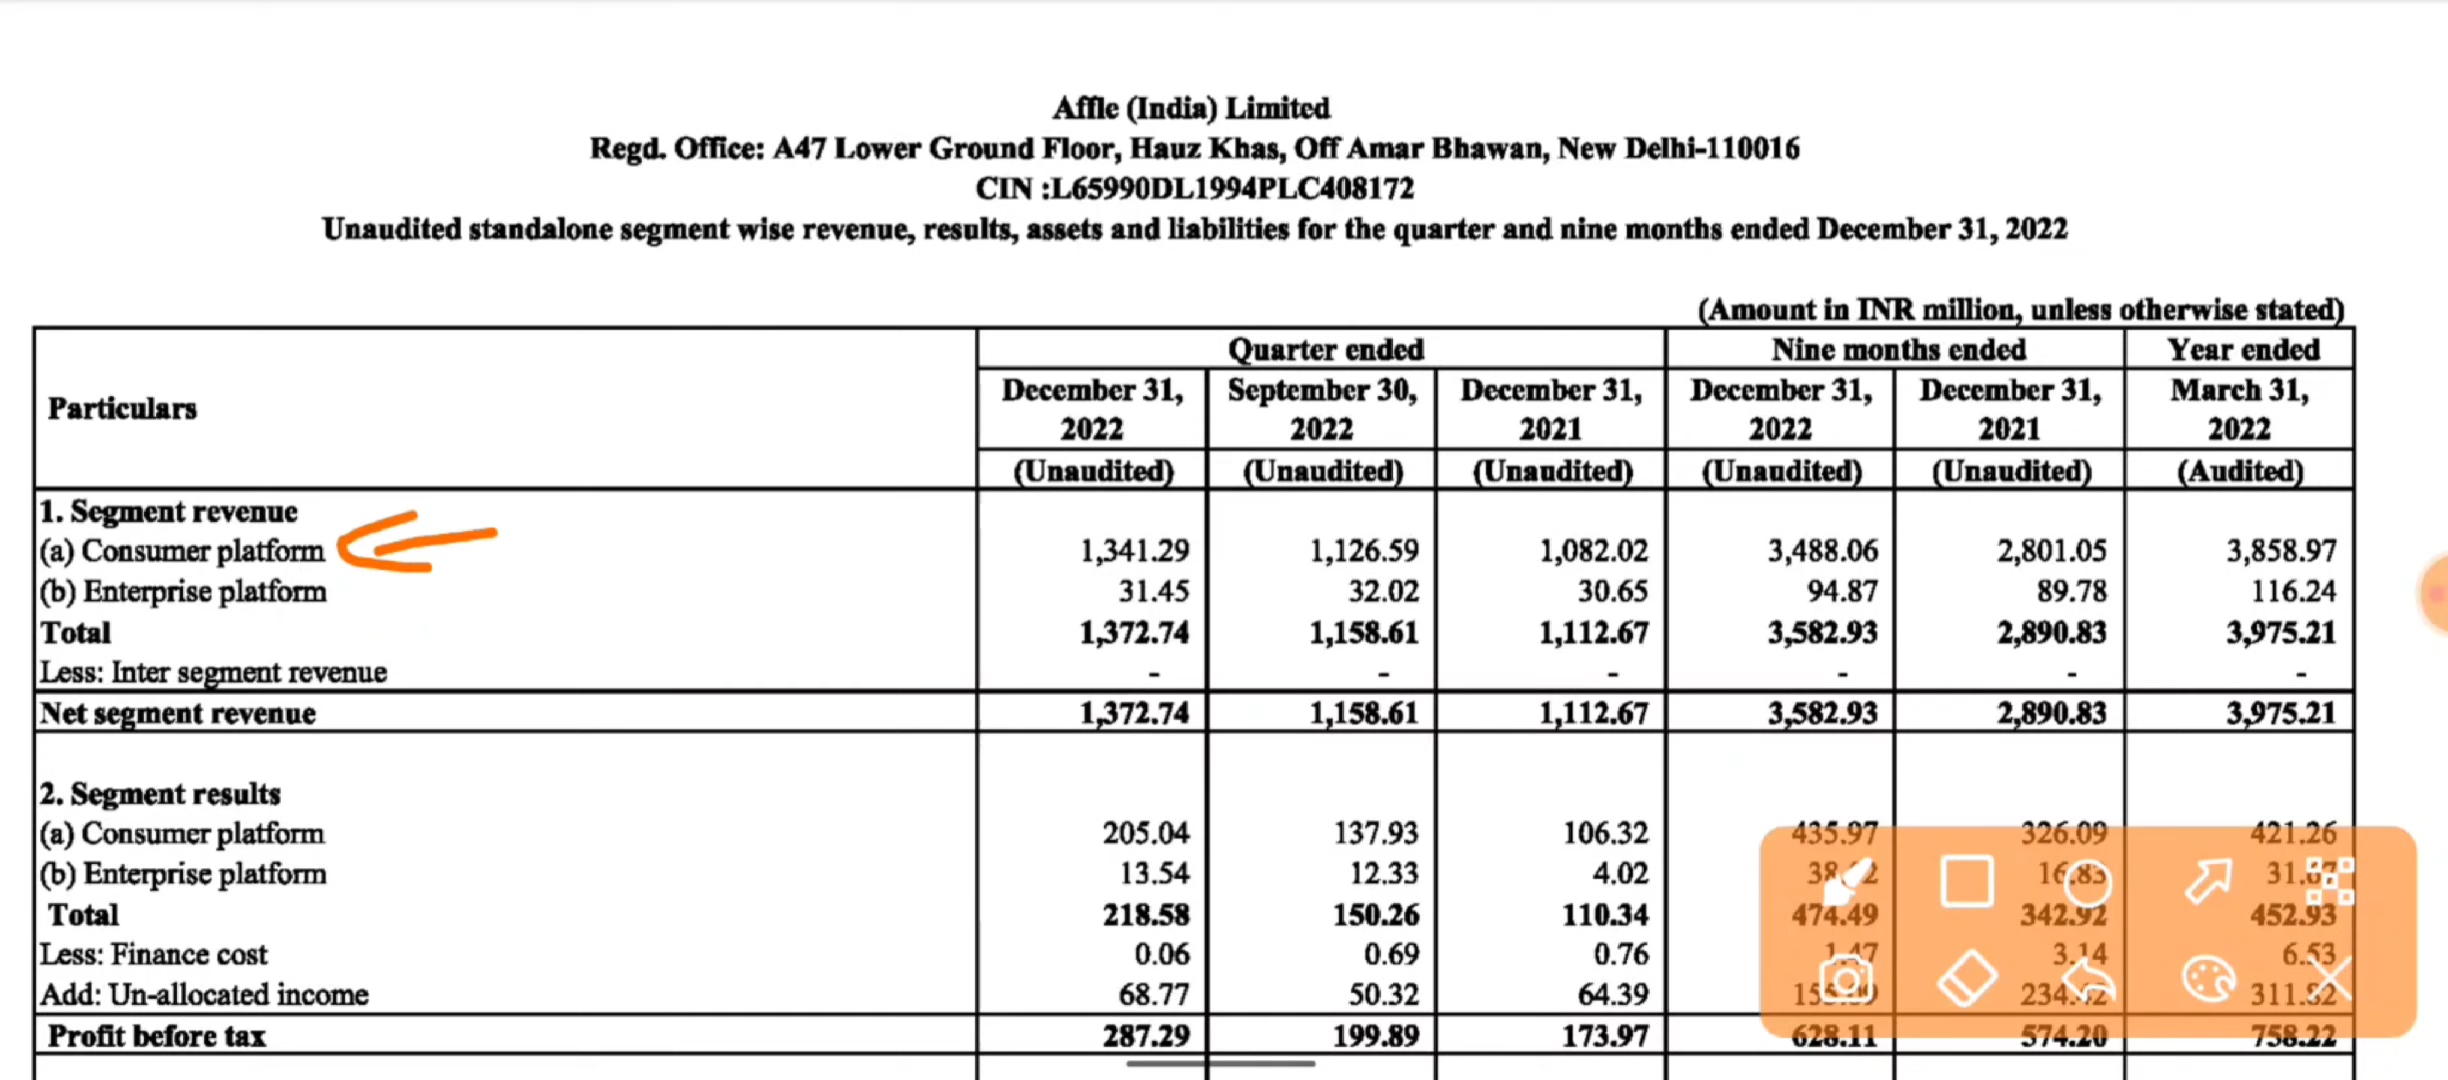 Affle (India) Limited
Regd. Office: A47 Lower Ground Floor, Hauz Khas, Off Amar Bhawan, New Delhi-110016
CIN :L65990DL1994PLC408172
Unaudited standalone segment wise revenue, results, assets and liabilities for the quarter and nine months ended December 31, 2022
(Amount in INR million, unless otherwise stated)
Particulars Quarter ended Nine months ended Year ended
December 31, 2022 September 30, 2022 December 31, 2021 December 31, 2022 December 31, 2021 March 31, 2022
(Unaudited) (Unaudited) (Unaudited) (Unaudited) (Unaudited) (Audited)
1. Segment revenue
(a) Consumer platform 1,341.29 1,126.59 1,082.02 3,488.06 2,801.05 3,858.97
(b) Enterprise platform 31.45 32.02 30.65 94.87 89.78 116.24
Total 1,372.74 1,158.61 1,112.67 3,582.93 2,890.83 3,975.21
Less: Inter segment revenue - - - - - -
Net segment revenue 1,372.74 1,158.61 1,112.67 3,582.93 2,890.83 3,975.21
2. Segment results
(a) Consumer platform 205.04 137.93 106.32 435.97 326.09 421.26
(b) Enterprise platform 13.54 12.33 4.02 16.83
Total 218.58 150.26 110.34 474.49 342.92 452.93
Less: Finance cost 0.06 0.69 0.76 1.47 3.14 6.53
Add: Un-allocated income 68.77 50.32 64.39
Profit before tax 287.29 199.89 173.97 628.11 574.20 758.22